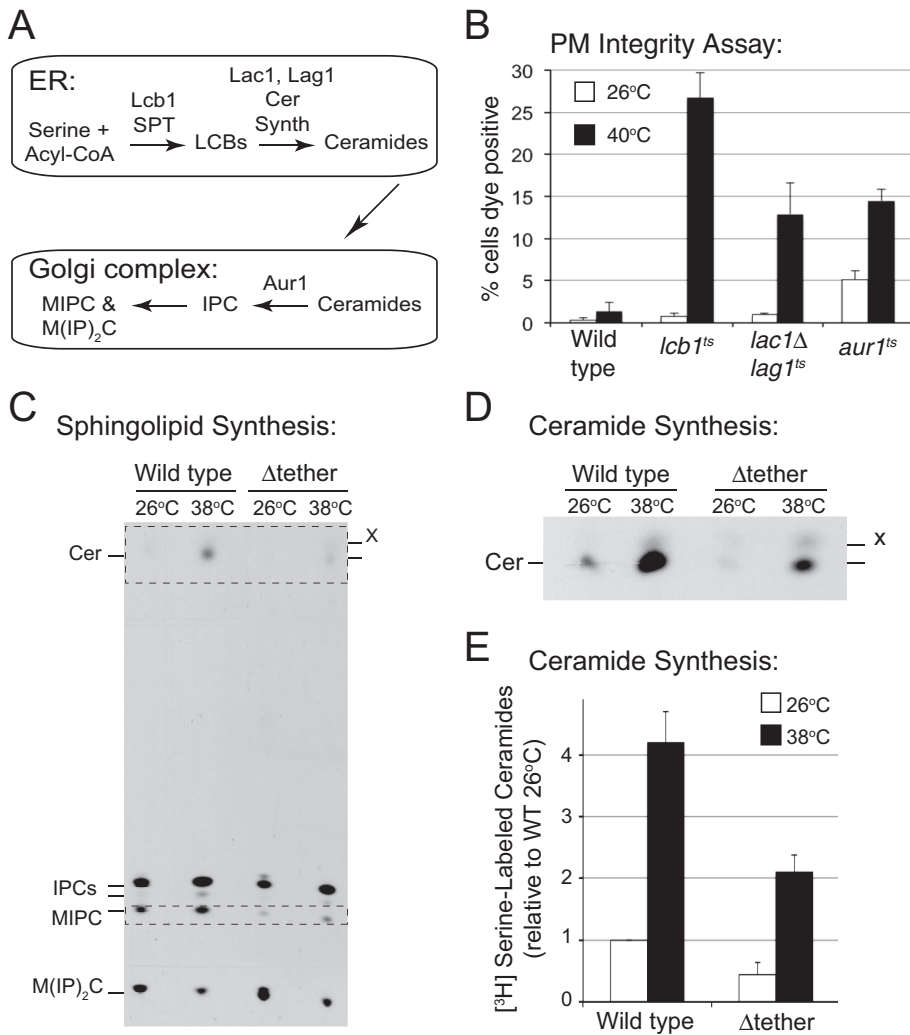 A
ER:
Lac1, Lag1
Lcb1 Cer
SPT Synth
Serine +
Acyl-CoA LCBs Ceramides
Golgi complex:
Aur1
MIPC & IPC Ceramides
M(IP)2C
B
PM Integrity Assay:
% cells dye positive
30
25
20
15
10
5
0
26°C
40°C
Wild type
lcb1ts
lac1Δ lag1ts
aur1ts
C
Sphingolipid Synthesis:
Wild type Δtether
26°C 38°C 26°C 38°C
Cer
x
IPCs
MIPC
M(IP)2C
D
Ceramide Synthesis:
Wild type Δtether
26°C 38°C 26°C 38°C
Cer
x
E
Ceramide Synthesis:
[3H] Serine-Labeled Ceramides
(relative to WT 26°C)
4
3
2
1
0
26°C
38°C
Wild type Δtether